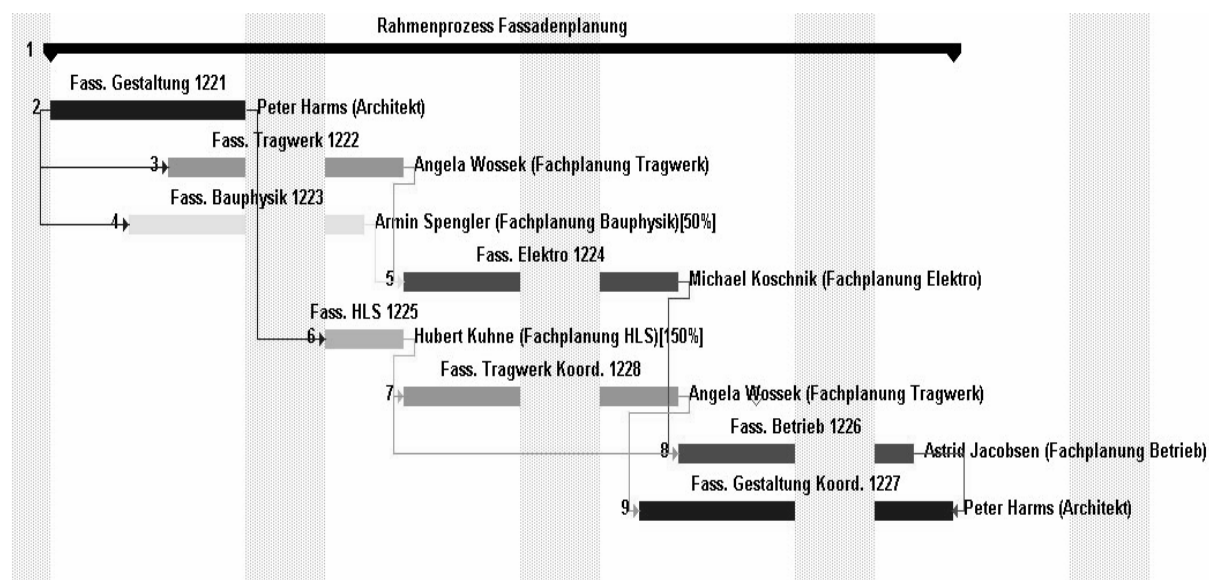 Rahmenprozess Fassadenplanung
1
Fass. Gestaltung 1221
2 Peter Harms (Architekt)
Fass. Tragwerk 1222
3 Angela Wossek (Fachplanung Tragwerk)
Fass. Bauphysik 1223
4 Armin Spengler (Fachplanung Bauphysik)[50%]
Fass. Elektro 1224
5 Michael Koschnik (Fachplanung Elektro)
Fass. HLS 1225
6 Hubert Kuhne (Fachplanung HLS)[150%]
Fass. Tragwerk Koord. 1228
7 Angela Wossek (Fachplanung Tragwerk)
Fass. Betrieb 1226
8 Astrid Jacobsen (Fachplanung Betrieb)
Fass. Gestaltung Koord. 1227
9 Peter Harms (Architekt)